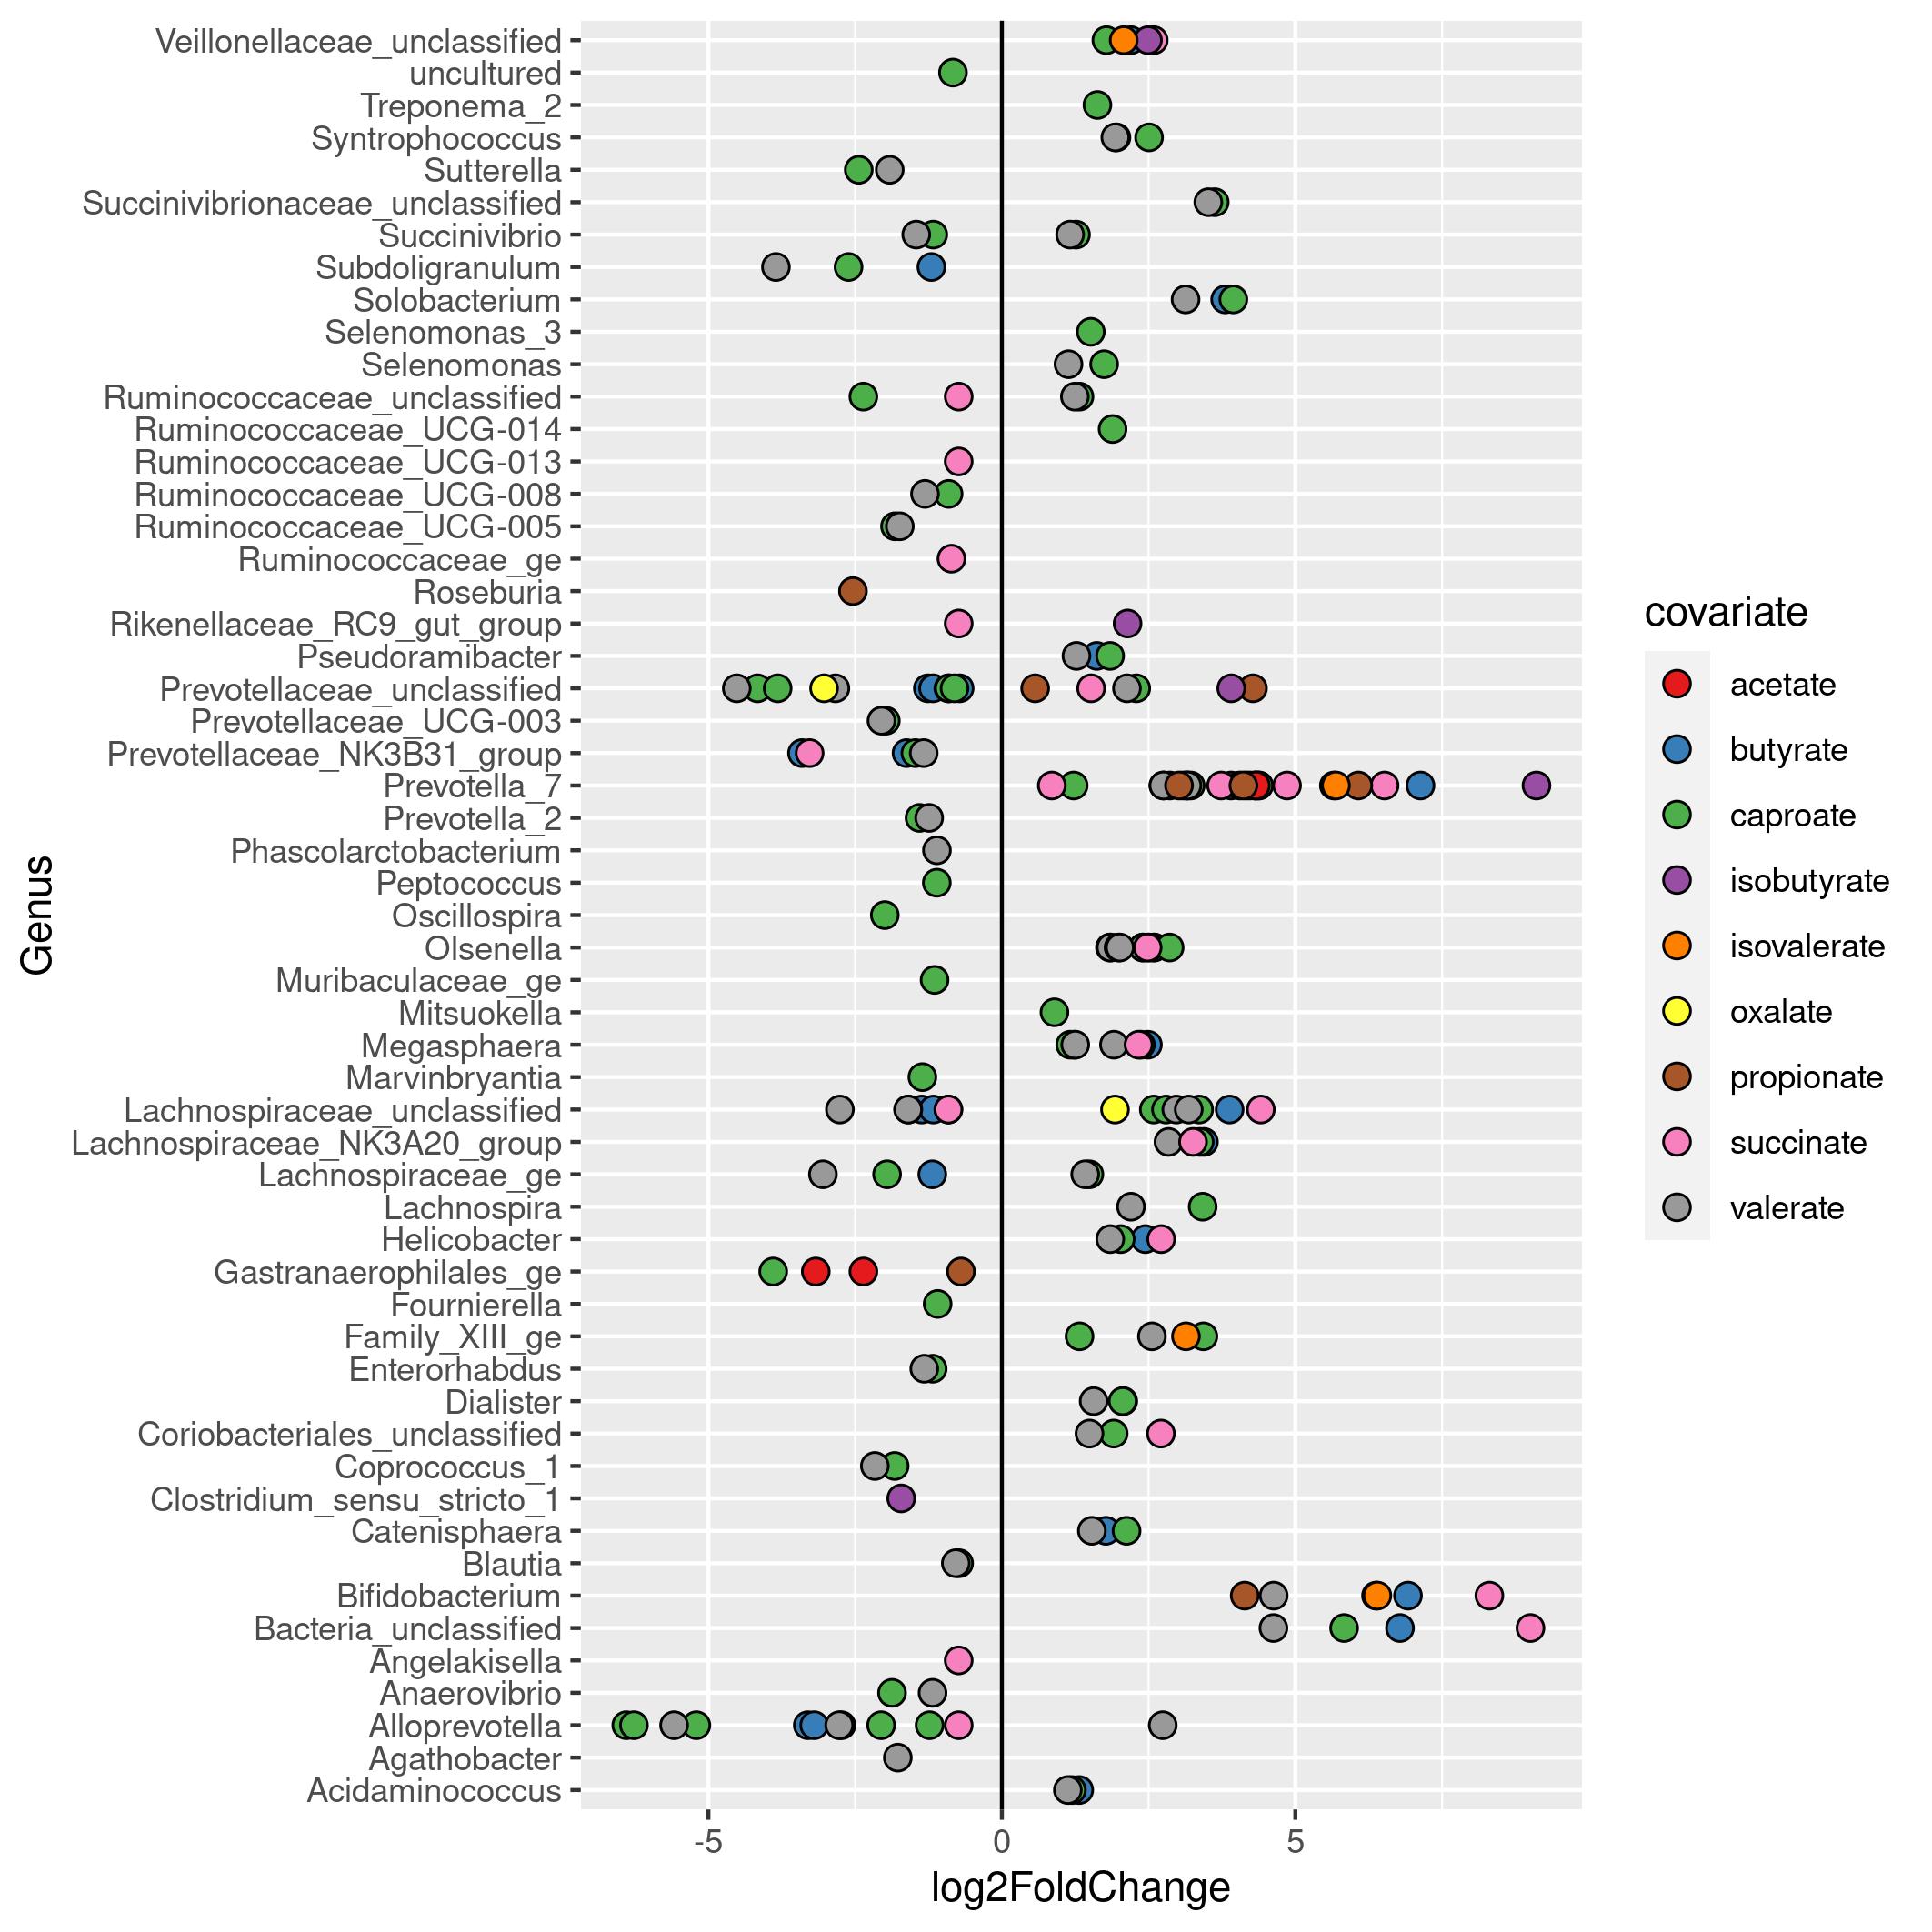 Genus
Veillonellaceae_unclassified
uncultured
Treponema_2
Syntrophococcus
Sutterella
Succinivibrionaceae_unclassified
Succinivibrio
Subdoligranulum
Solobacterium
Selenomonas_3
Selenomonas
Ruminococcaceae_unclassified
Ruminococcaceae_UCG-014
Ruminococcaceae_UCG-013
Ruminococcaceae_UCG-008
Ruminococcaceae_UCG-005
Ruminococcaceae_ge
Roseburia
Rikenellaceae_RC9_gut_group
Pseudoramibacter
Prevotellaceae_unclassified
Prevotellaceae_UCG-003
Prevotellaceae_NK3B31_group
Prevotella_7
Prevotella_2
Phascolarctobacterium
Peptococcus
Oscillospira
Olsenella
Muribaculaceae_ge
Mitsuokella
Megasphaera
Marvinbryantia
Lachnospiraceae_unclassified
Lachnospiraceae_NK3A20_group
Lachnospiraceae_ge
Lachnospira
Helicobacter
Gastranaerophilales_ge
Fournierella
Family_XIII_ge
Enterorhabdus
Dialister
Coriobacteriales_unclassified
Coprococcus_1
Clostridium_sensu_stricto_1
Catenisphaera
Blautia
Bifidobacterium
Bacteria_unclassified
Angelakisella
Anaerovibrio
Alloprevotella
Agathobacter
Acidaminococcus
-5 0 5
log2FoldChange
covariate
acetate
butyrate
caproate
isobutyrate
isovalerate
oxalate
propionate
succinate
valerate